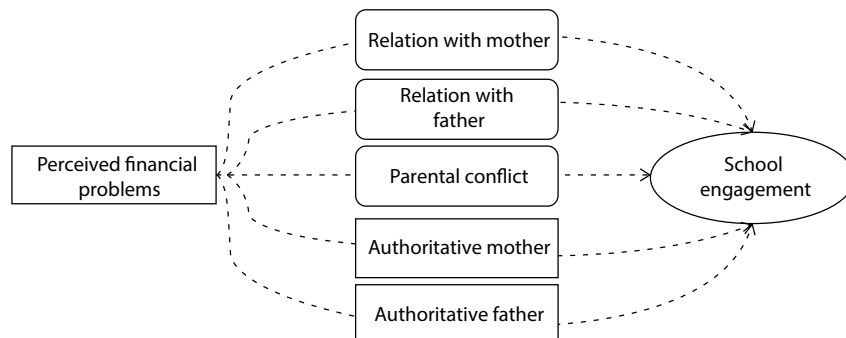 Relation with mother
Relation with
father
Perceived financial
problems
Parental conflict
School
engagement
Authoritative mother
Authoritative father